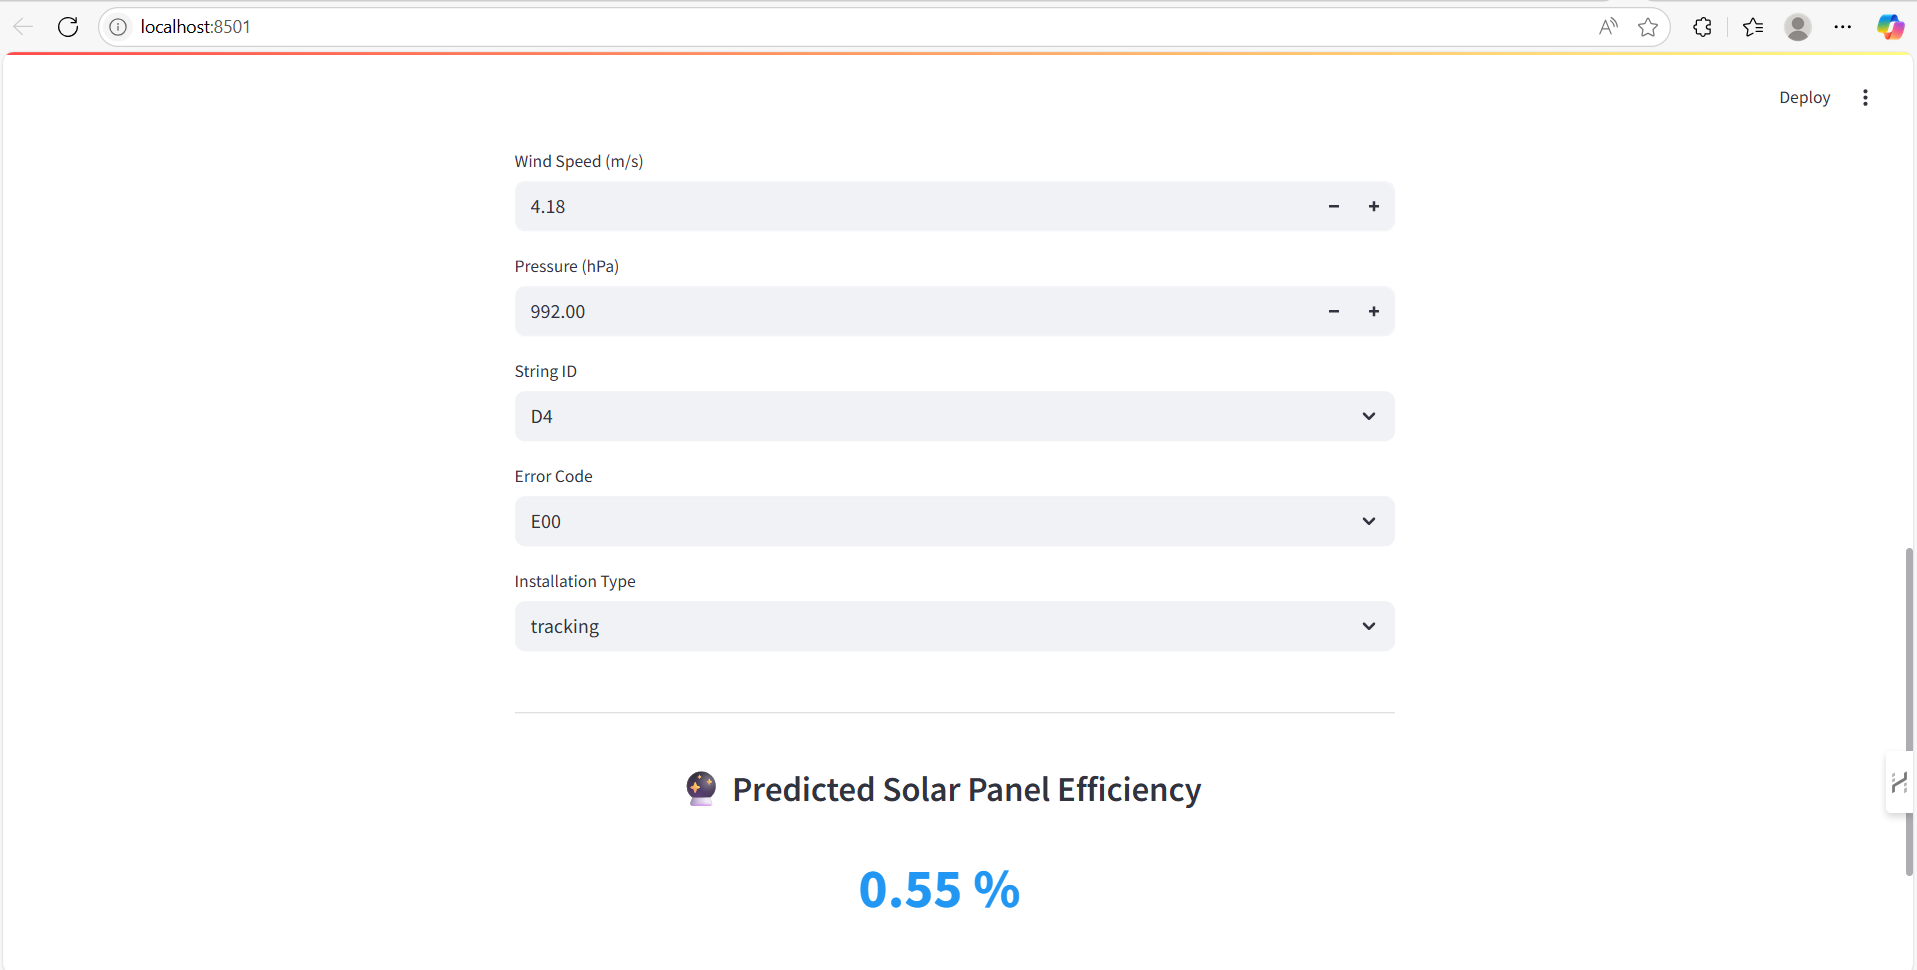 localhost:8501
Deploy
Wind Speed (m/s)
4.18
Pressure (hPa)
992.00
String ID
D4
Error Code
E00
Installation Type
tracking
Predicted Solar Panel Efficiency
0.55 %